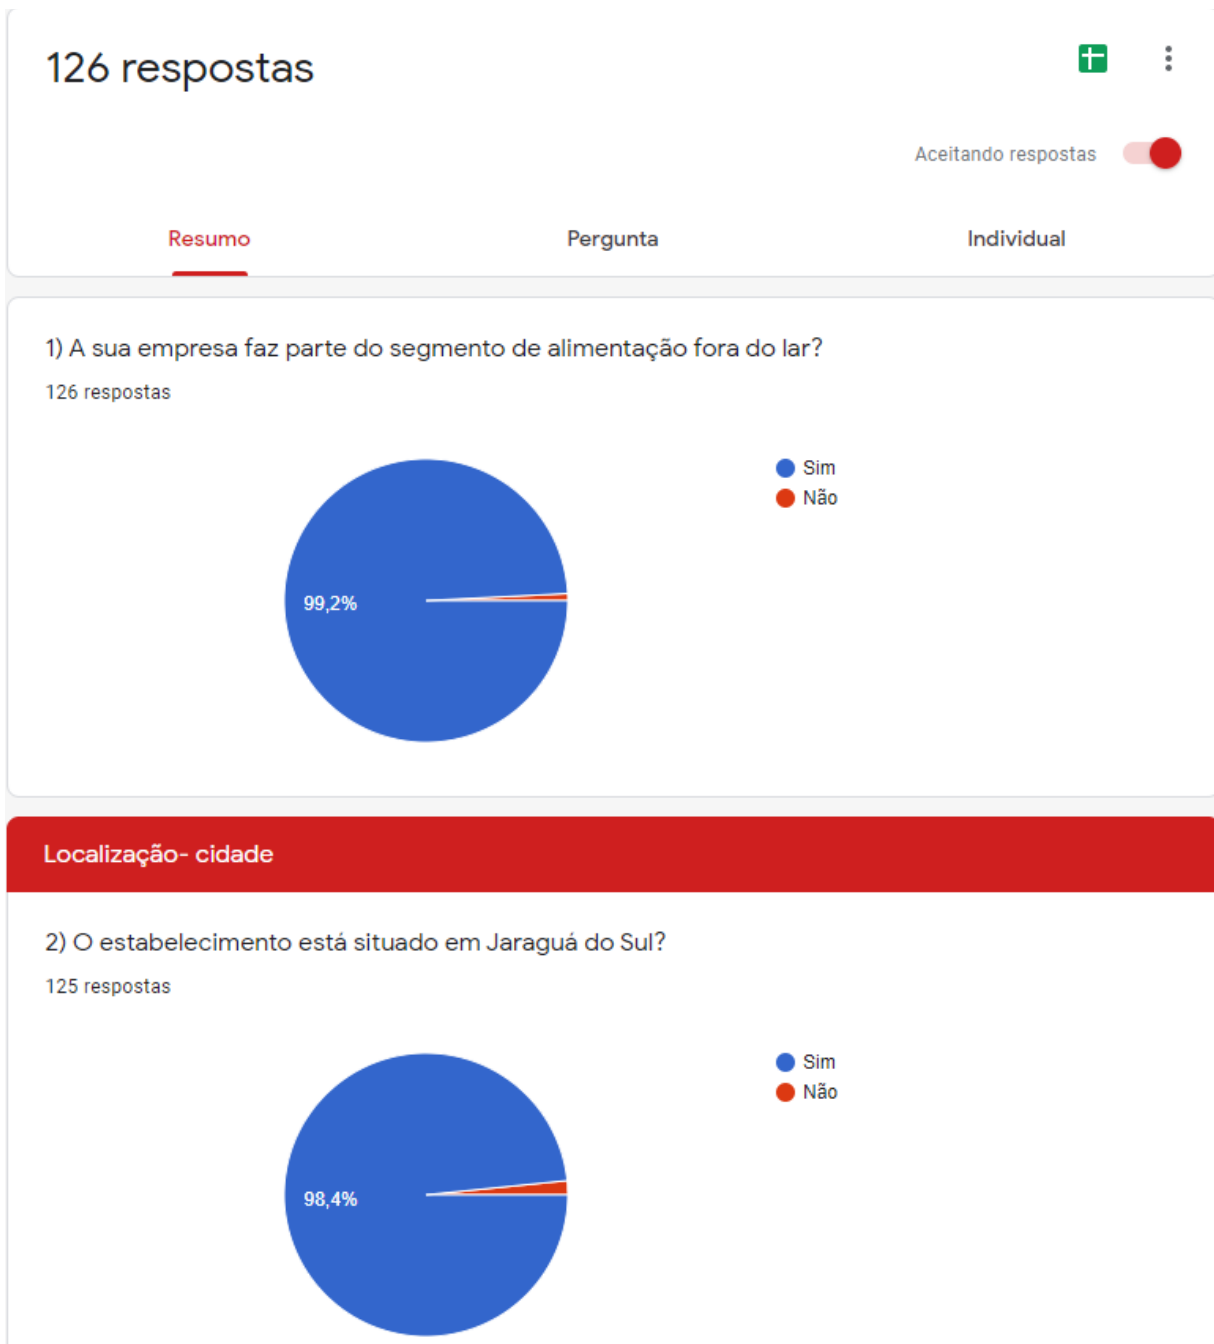 126 respostas
Aceitando respostas
Resumo
Pergunta
Individual
1) A sua empresa faz parte do segmento de alimentação fora do lar?
126 respostas
Sim
Não
99,2%
Localização- cidade
2) O estabelecimento está situado em Jaraguá do Sul?
125 respostas
Sim
Não
98,4%